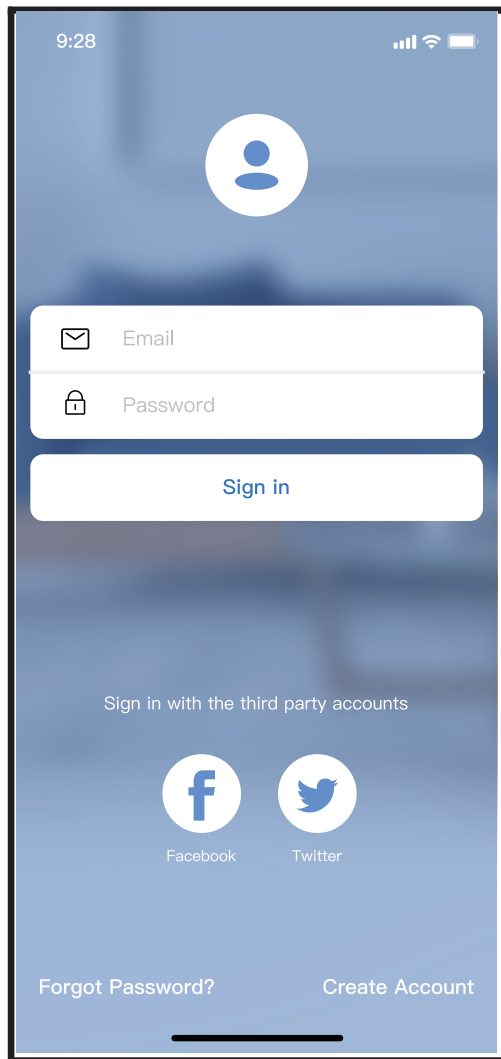 9:28
Email
Password
Sign in
Sign in with the third party accounts
Facebook Twitter
Forgot Password? Create Account